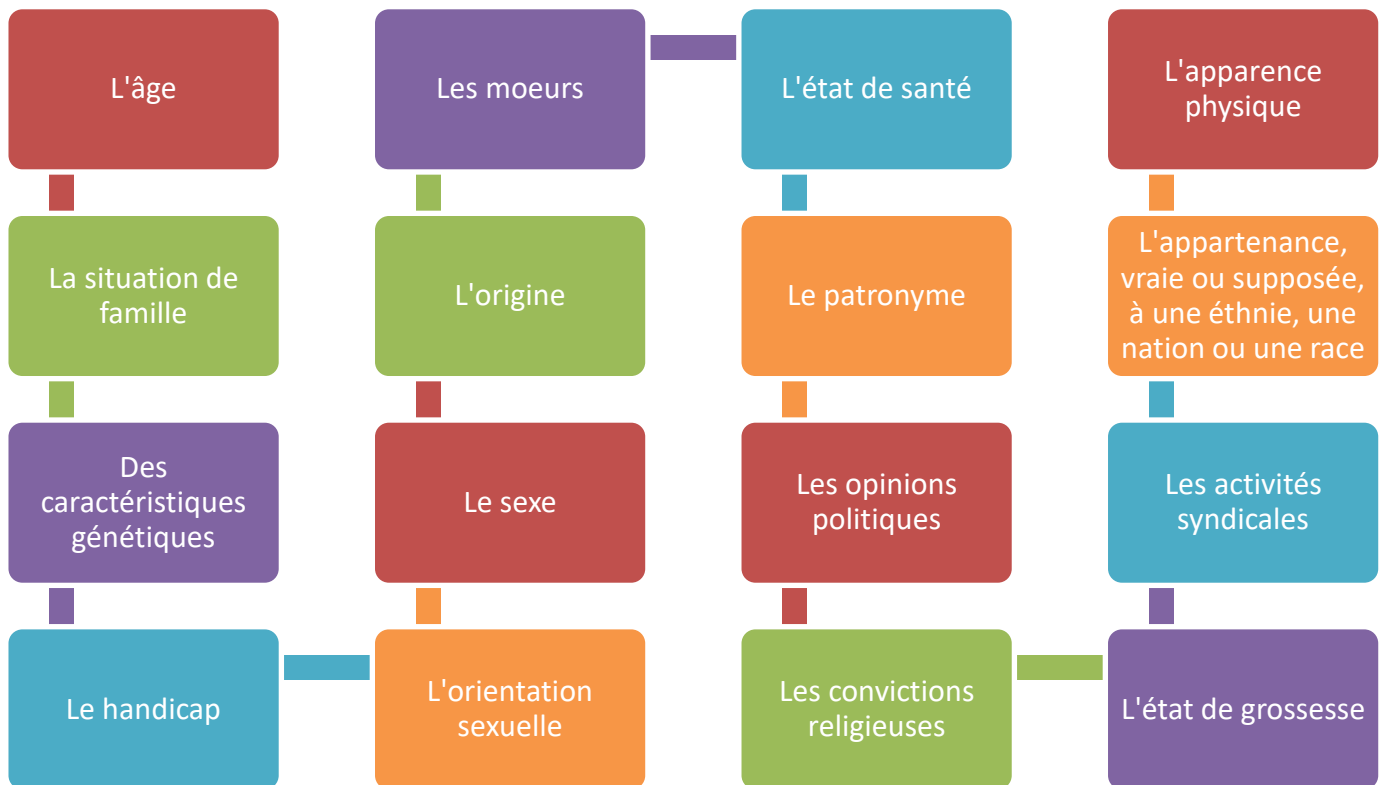 L'âge
La situation de
famille
Des
caractéristiques
génétiques
Le handicap
L'orientation
sexuelle
Le sexe
L'origine
Les moeurs
L'état de santé
Le patronyme
Les opinions
politiques
Les convictions
religieuses
L'état de grossesse
Les activités
syndicales
L'appartenance,
vraie ou supposée,
à une éthnie, une
nation ou une race
L'apparence
physique